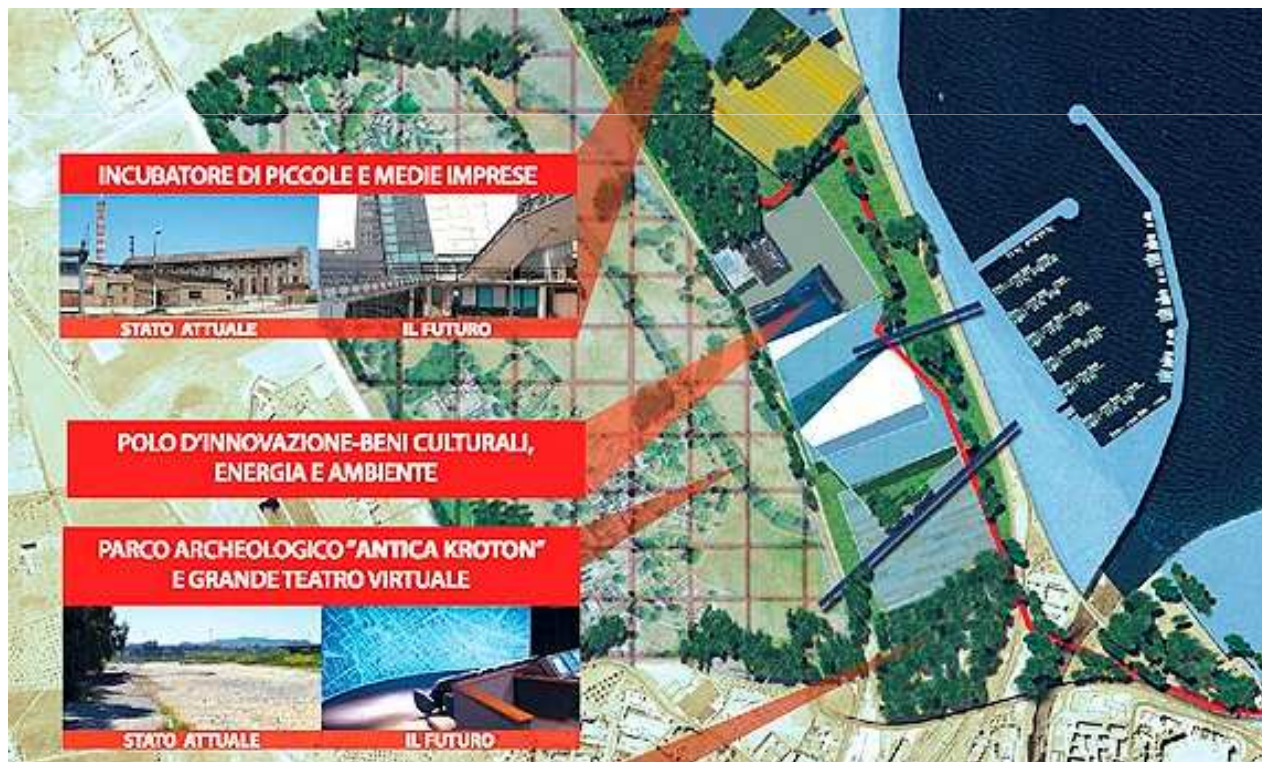 INCUBATORE DI PICCOLE E MEDIE IMPRESE
STATO ATTUALE
IL FUTURO
POLO D'INNOVAZIONE-BENI CULTURALI,
ENERGIA E AMBIENTE
PARCO ARCHEOLOGICO "ANTICA KROTON"
E GRANDE TEATRO VIRTUALE
STATO ATTUALE
IL FUTURO